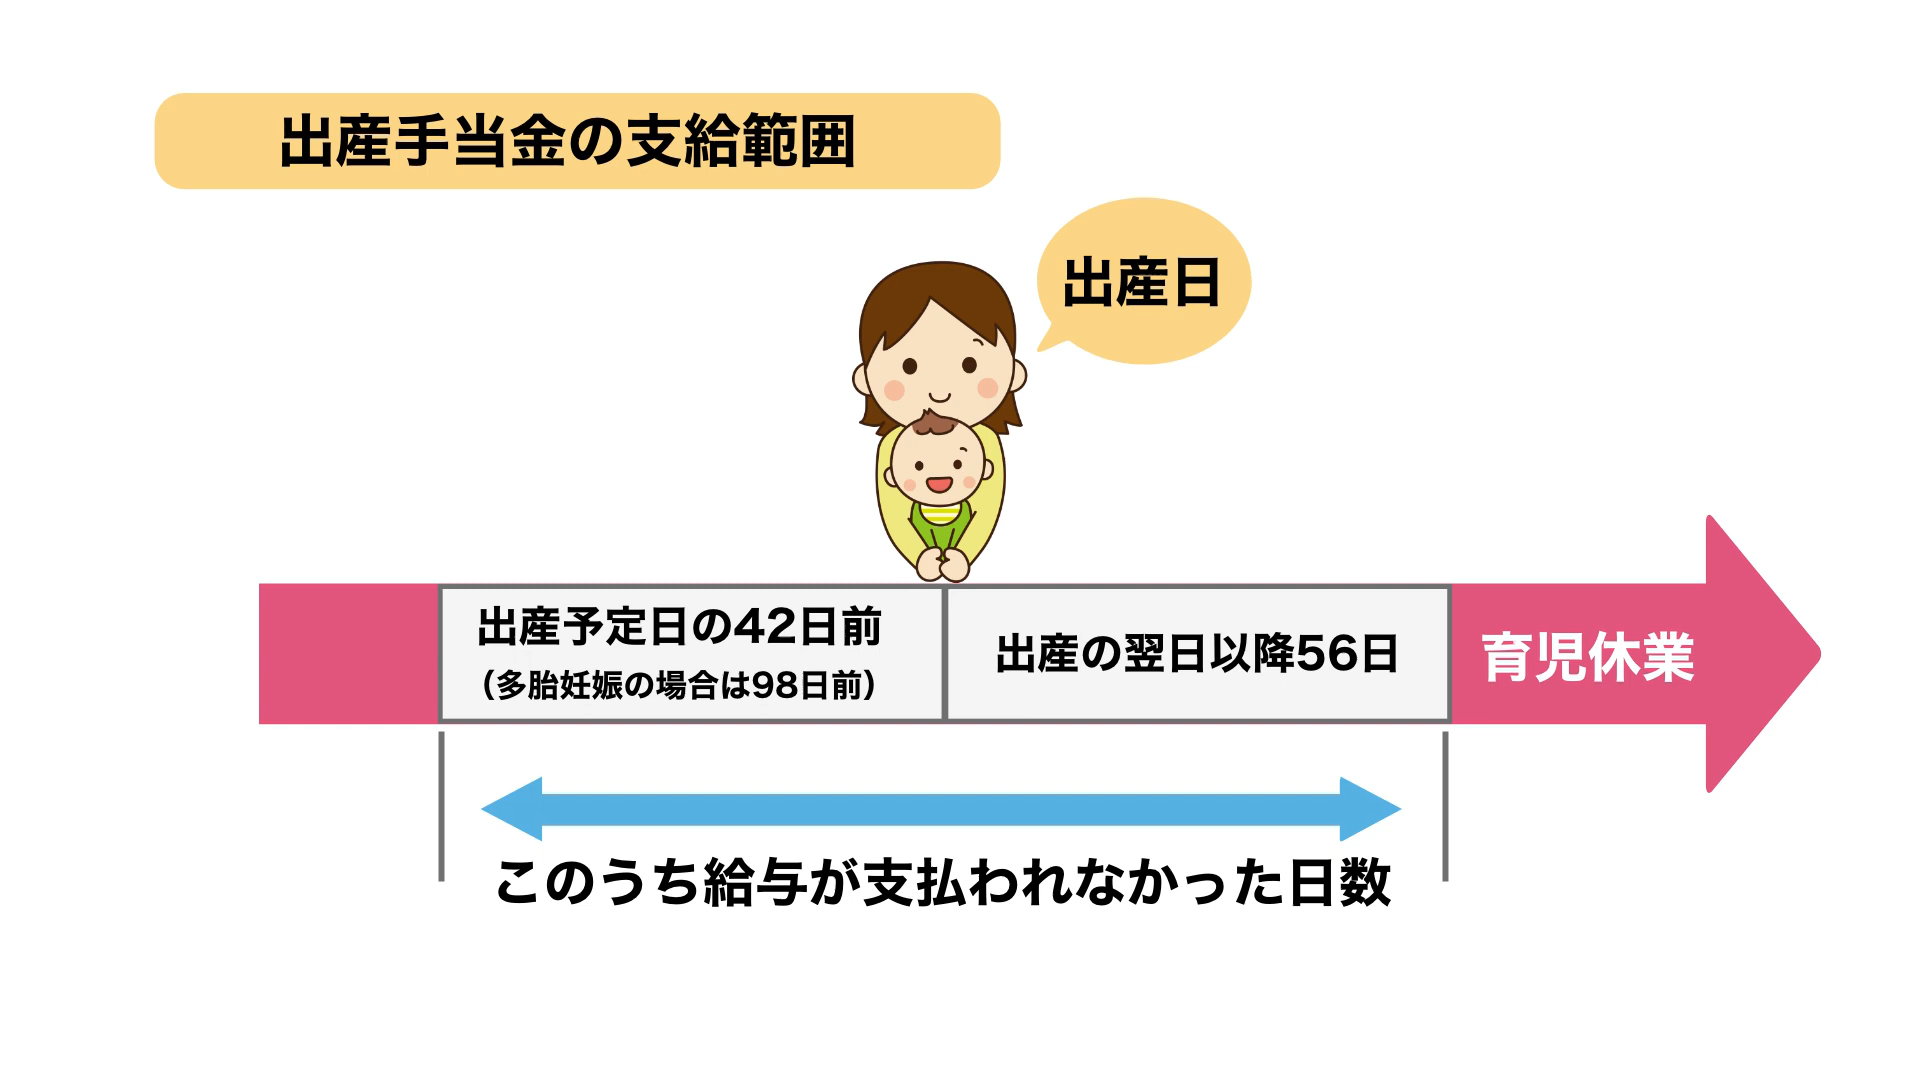 出産手当金の支給範囲
出産日
出産予定日の42日前
（多胎妊娠の場合は98日前）
出産の翌日以降56日
育児休業
このうち給与が支払われなかった日数